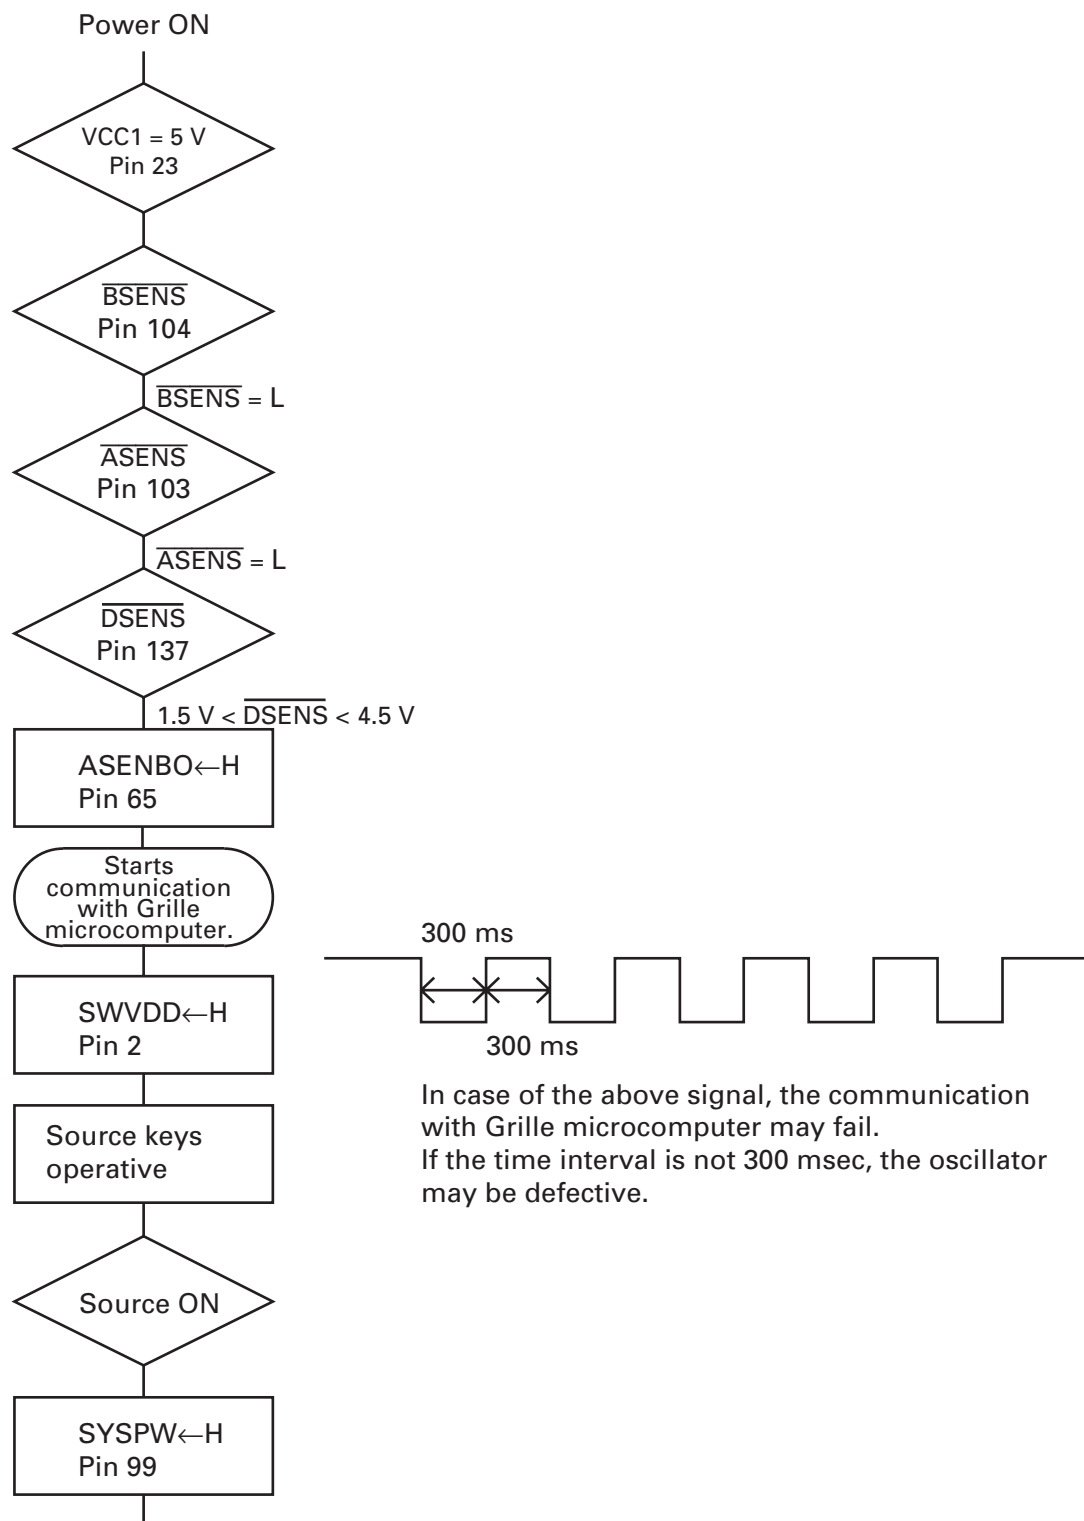 Power ON
VCC1 = 5 V
Pin 23
BSENS
Pin 104
BSENS = L
ASENS
Pin 103
ASENS = L
DSENS
Pin 137
1.5 V < DSENS < 4.5 V
ASENBO←H
Pin 65
Starts
communication
with Grille
microcomputer.
SWVDD←H
Pin 2
300 ms
300 ms
In case of the above signal, the communication
with Grille microcomputer may fail.
If the time interval is not 300 msec, the oscillator
may be defective.
Source keys
operative
Source ON
SYSPW←H
Pin 99